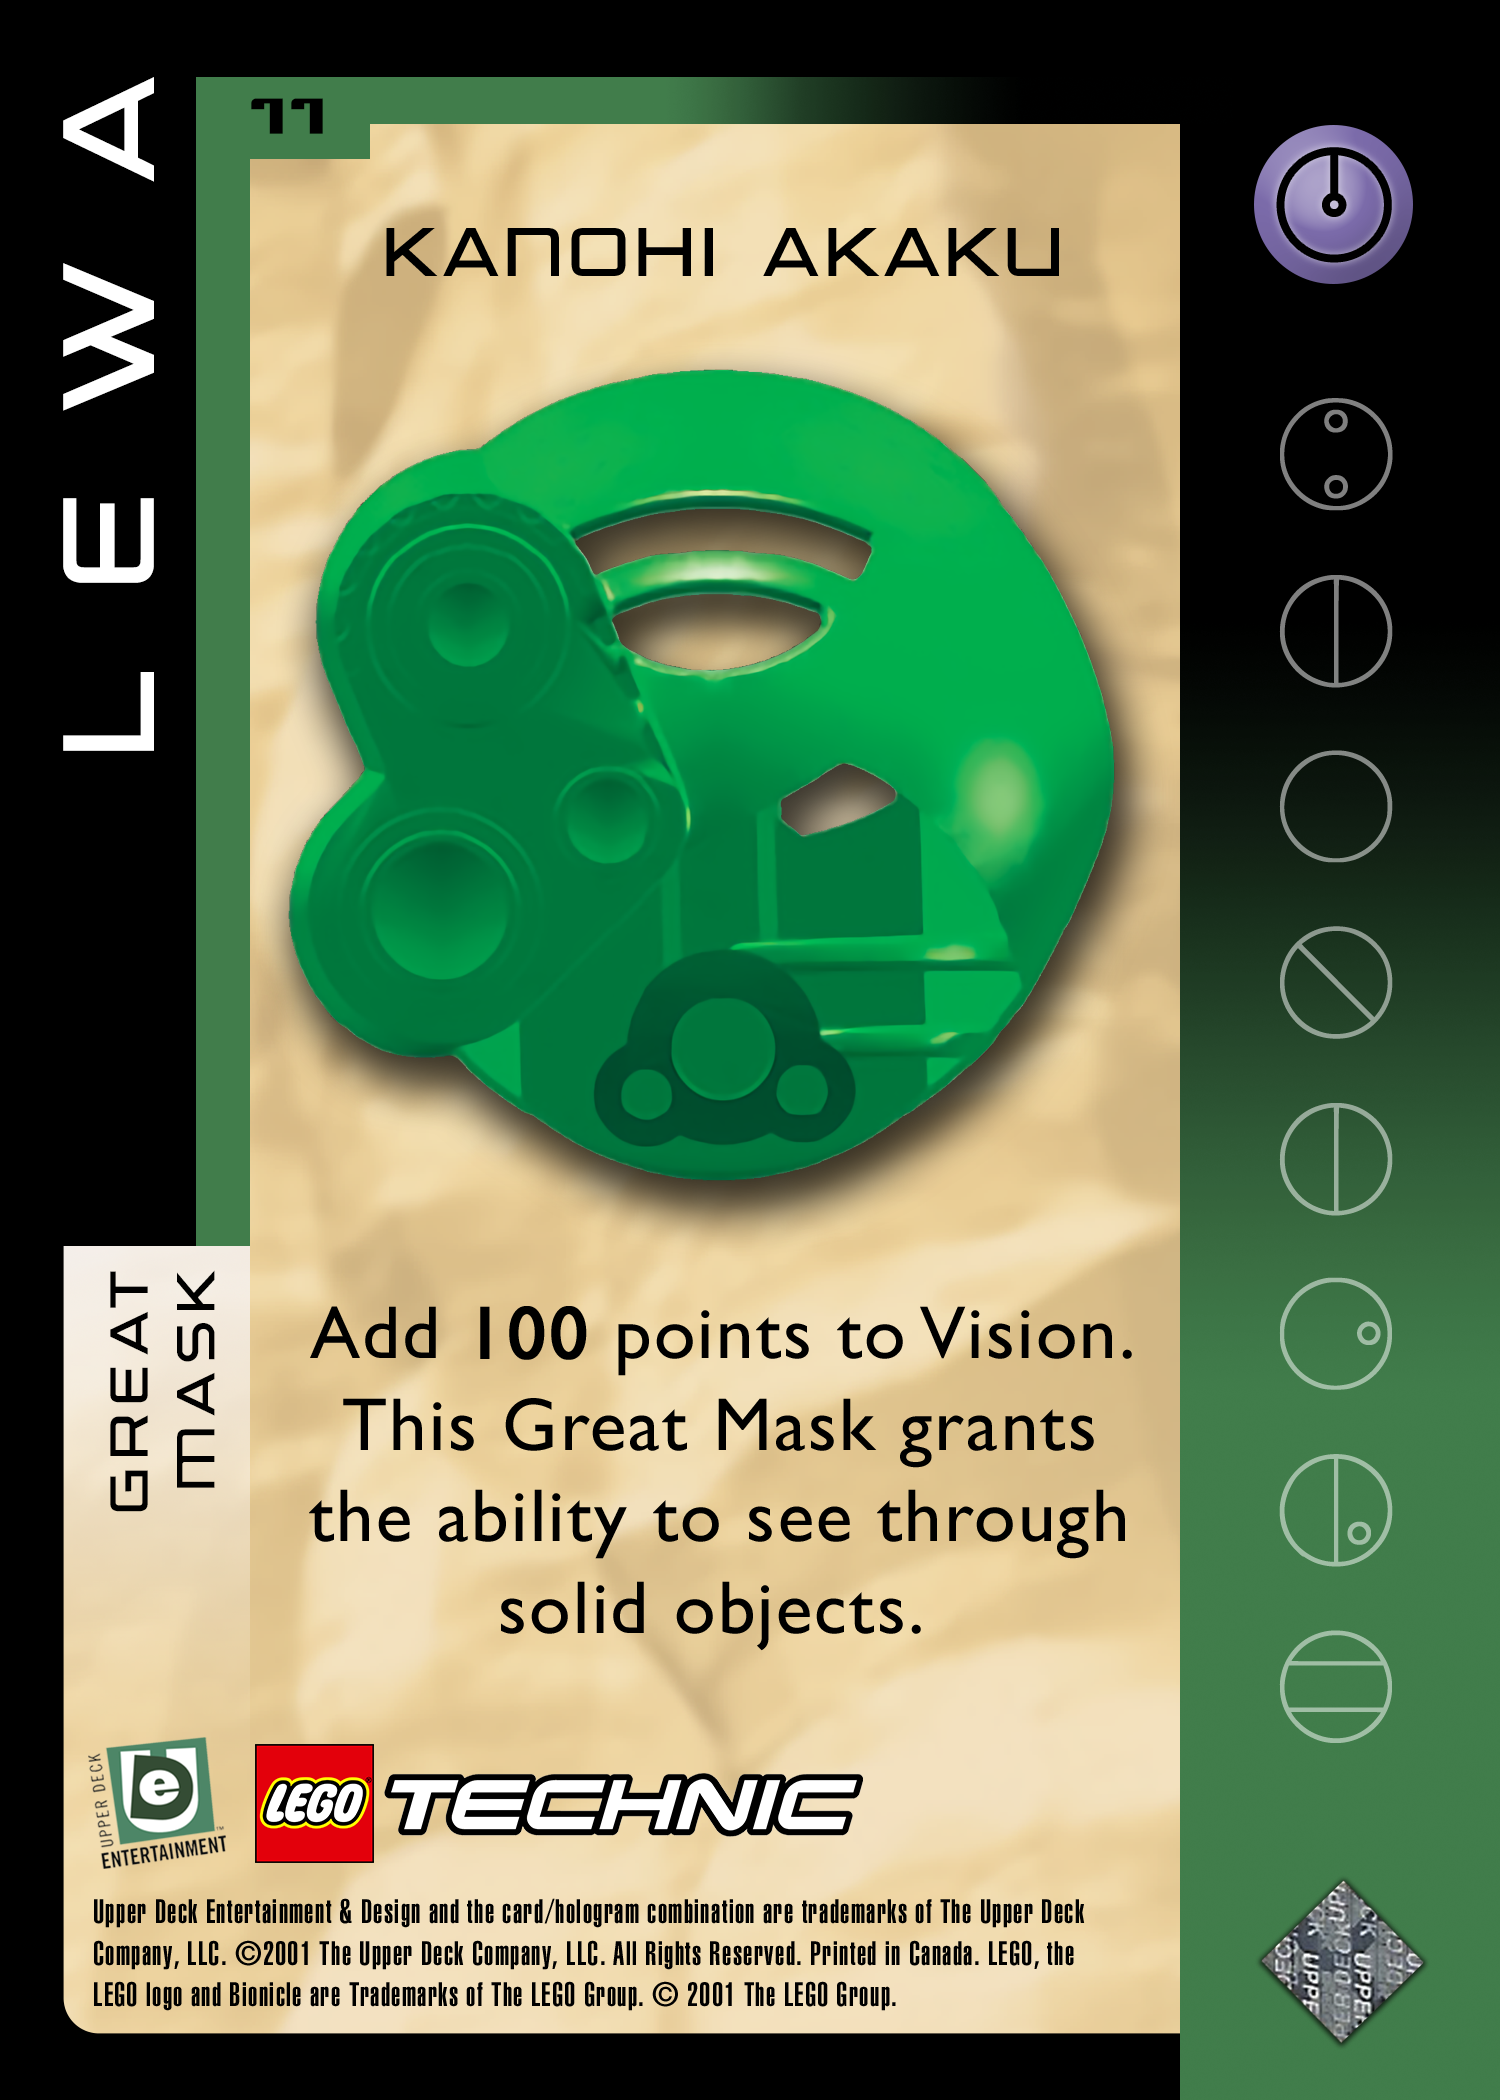 LEWA
11
KANOHI AKAKU
GREAT
MASK
Add 100 points to Vision.
This Great Mask grants
the ability to see through
solid objects.
UPPER DECK
ue
ENTERTAINMENT
LEGO TECHNIC
Upper Deck Entertainment & Design and the card/hologram combination are trademarks of The Upper Deck
Company, LLC. ©2001 The Upper Deck Company, LLC. All Rights Reserved. Printed in Canada. LEGO, the
LEGO logo and Bionicle are Trademarks of The LEGO Group. © 2001 The LEGO Group.